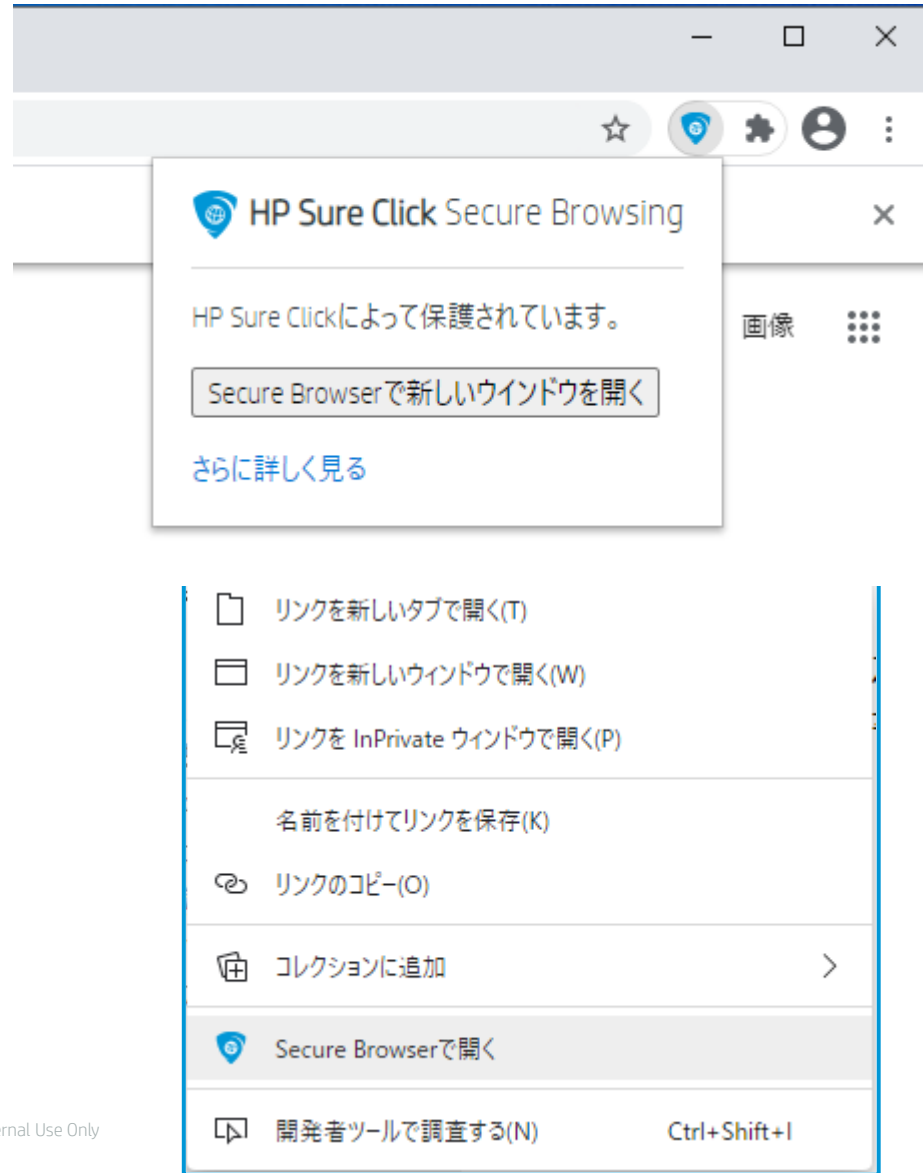 HP Sure Click Secure Browsing
HP Sure Clickによって保護されています。
画像
Secure Browserで新しいウインドウを開く
さらに詳しく見る
リンクを新しいタブで開く(T)
リンクを新しいウィンドウで開く(W)
リンクを InPrivate ウィンドウで開く(P)
名前を付けてリンクを保存(K)
リンクのコピー(O)
コレクションに追加
Secure Browserで開く
開発者ツールで調査する(N) Ctrl+Shift+I
Use Only